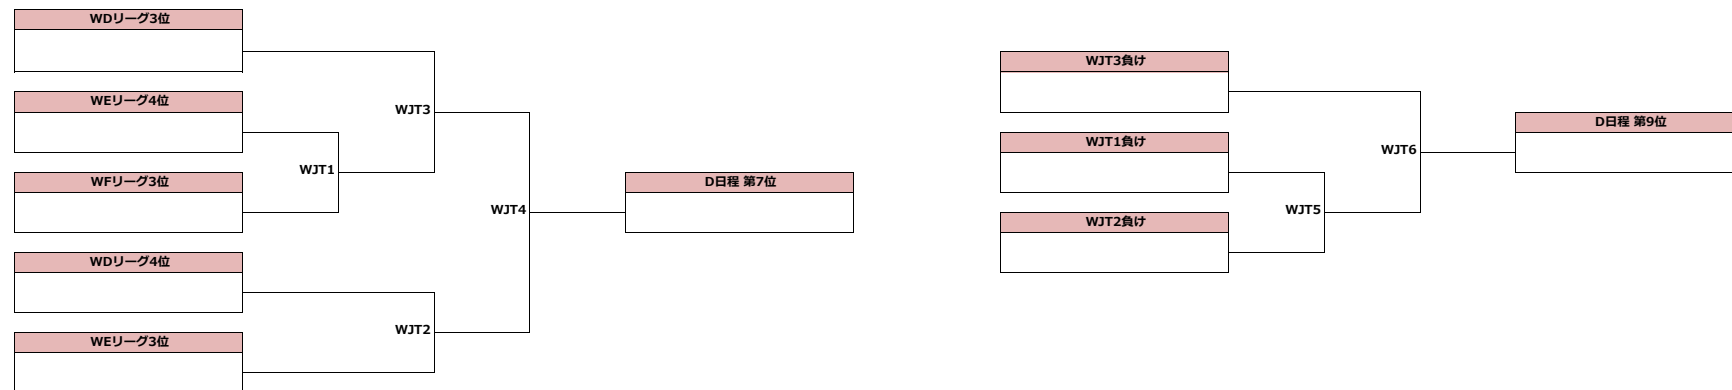 WDリーグ3位
WEリーグ4位
WJT3
WJT1
WFリーグ3位
D日程 第7位
WJT4
WDリーグ4位
WJT2
WEリーグ3位
WJT3負け
D日程 第9位
WJT1負け
WJT6
WJT5
WJT2負け